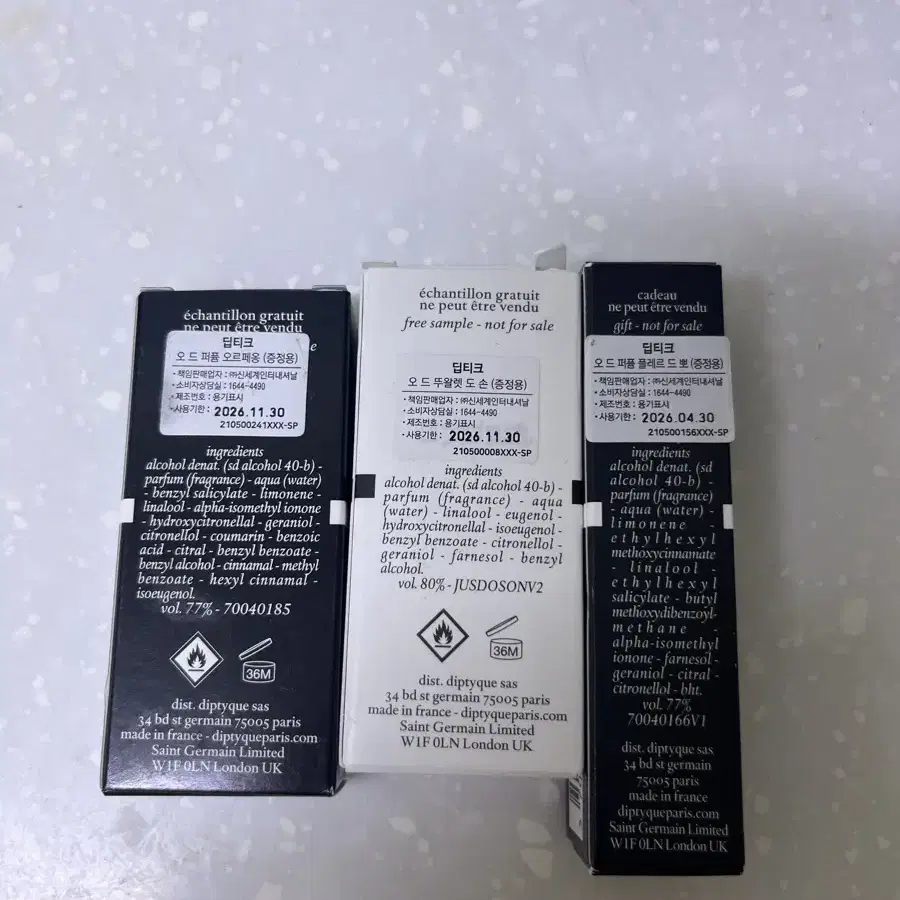 échantillon gratuit
ne peut être vendu
딥티크
오 드 퍼퓸 오르페옹 (증정용)
• 책임판매업자 : ㈜신세계인터내셔날
• 소비자상담실 : 1644-4490
• 제조번호 : 용기표시
• 사용기한 : 2026.11.30
210500241XXX-SP
ingredients
alcohol denat. (sd alcohol 40-b) -
parfum (fragrance) - aqua (water)
- benzyl salicylate - limonene -
linalool - alpha-isomethyl ionone
- hydroxycitronellal - geraniol -
citronellol - coumarin - benzoic
acid - citral - benzyl benzoate -
benzyl alcohol - cinnamal - methyl
benzoate - hexyl cinnamal -
isoeugenol.
vol. 77% - 70040185
36M
dist. diptyque sas
34 bd st germain 75005 paris
made in france - diptyqueparis.com
Saint Germain Limited
W1F 0LN London UK
échantillon gratuit
ne peut être vendu
free sample - not for sale
딥티크
오 드 뚜왈렛 도 손 (증정용)
• 책임판매업자 : ㈜신세계인터내셔날
• 소비자상담실 : 1644-4490
• 제조번호 : 용기표시
• 사용기한 : 2026.11.30
210500008XXX-SP
ingredients
alcohol denat. (sd alcohol 40-b) -
parfum (fragrance) - aqua
(water) - linalool - eugenol -
hydroxycitronellal - isoeugenol -
benzyl benzoate - citronellol -
geraniol - farnesol - benzyl
alcohol.
vol. 80% - JUSDOSONV2
36M
dist. diptyque sas
34 bd st germain 75005 paris
made in france - diptyqueparis.com
Saint Germain Limited
W1F 0LN London UK
cadeau
ne peut être vendu
gift - not for sale
딥티크
오 드 퍼퓸 플레르 드 뽀 (증정용)
• 책임판매업자 : ㈜신세계인터내셔날
• 소비자상담실 : 1644-4490
• 제조번호 : 용기표시
• 사용기한 : 2026.04.30
210500156XXX-SP
ingredients
alcohol denat. (sd
alcohol 40-b) -
parfum (fragrance)
- aqua (water) -
limonene -
ethylhexyl
methoxycinnamate
- linalool -
ethylhexyl
salicylate - butyl
methoxydibenzoyl-
methane -
alpha-isomethyl
ionone - farnesol -
geraniol - citral -
citronellol - bht.
vol. 77%
70040166V1
dist. diptyque sas
34 bd st germain
75005 paris
made in france
diptyqueparis.com
Saint Germain Limited
W1F 0LN London UK